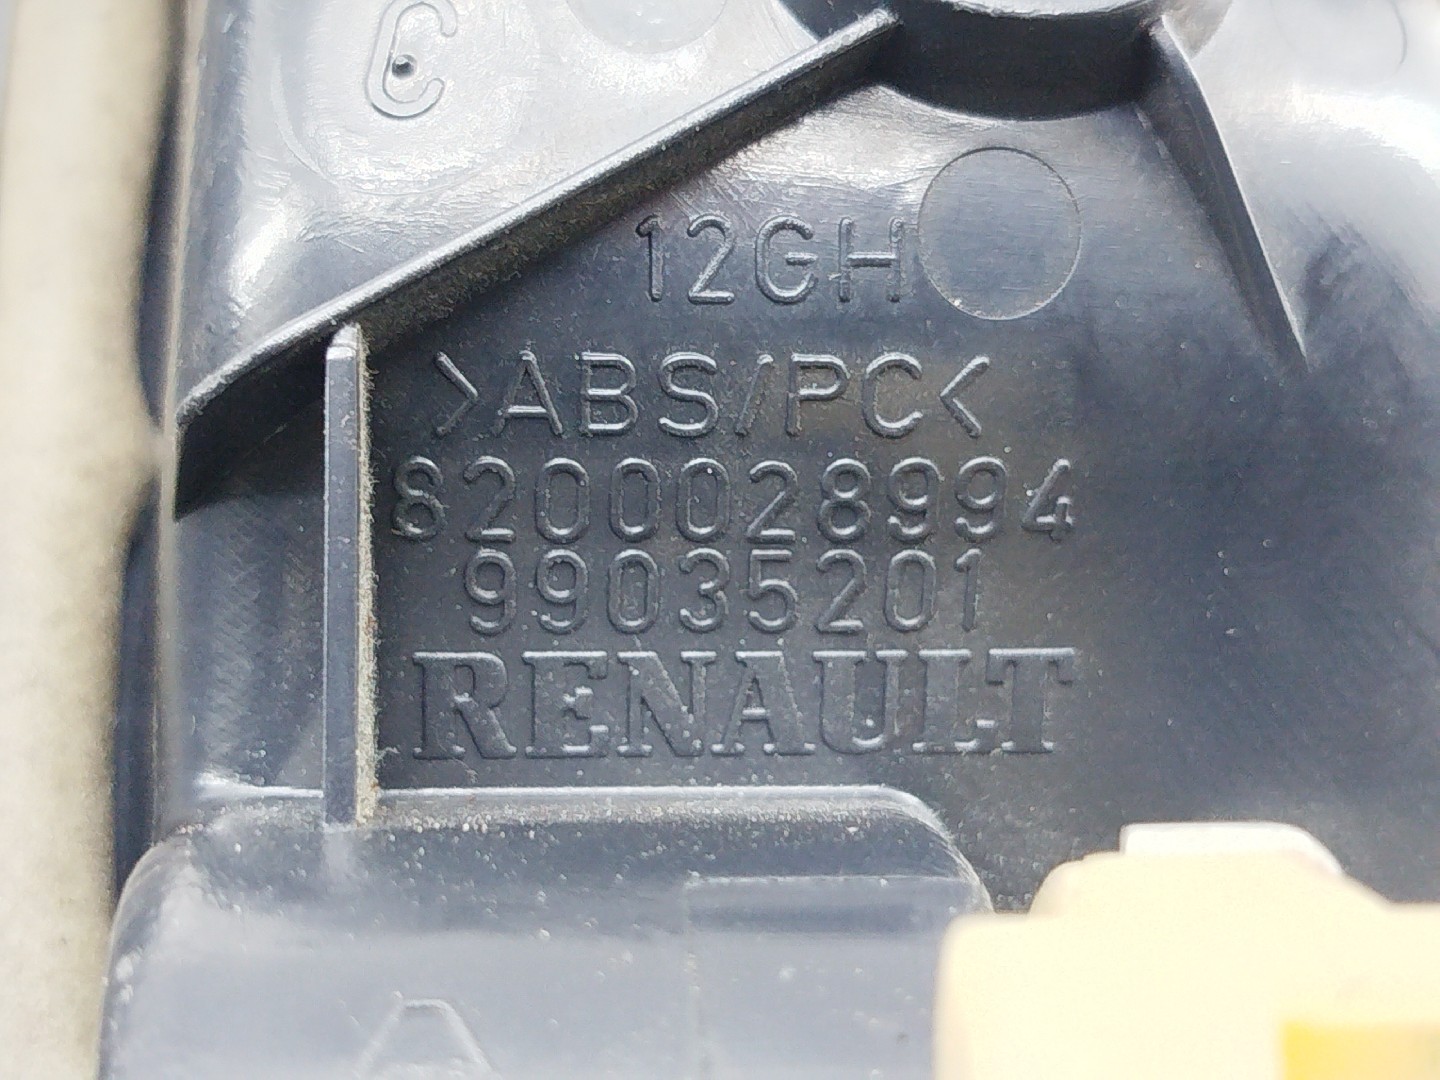 C
12GH
>ABS/PC<
8200028994
99035201
RENAULT
A